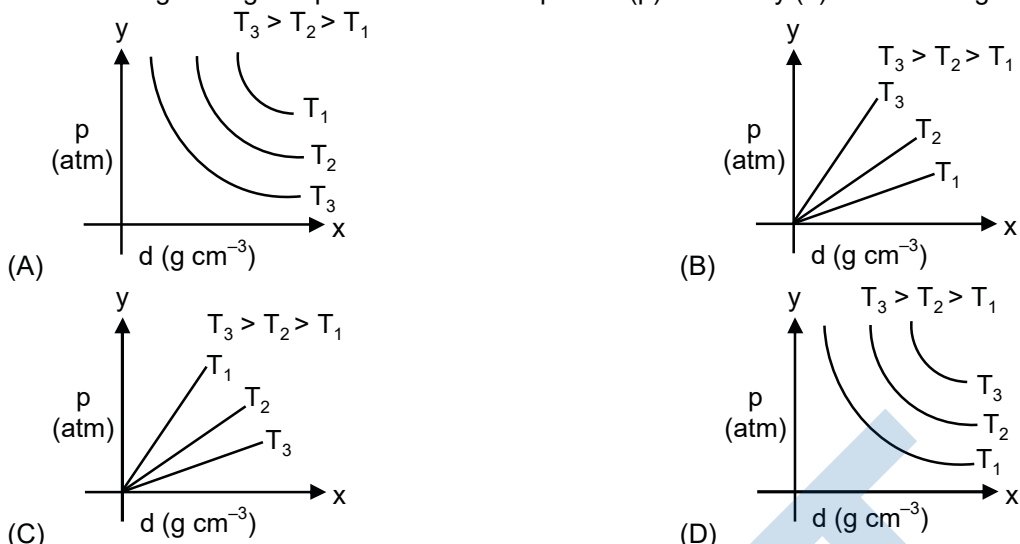 T₃ > T₂ > T₁
y
p
(atm)
T₁
T₂
T₃
x
d (g cm⁻³)
(A)
y
T₃ > T₂ > T₁
T₃
p
(atm)
T₂
T₁
x
d (g cm⁻³)
(B)
y
T₃ > T₂ > T₁
T₁
p
(atm)
T₂
T₃
x
d (g cm⁻³)
(C)
y
T₃ > T₂ > T₁
p
(atm)
T₃
T₂
T₁
x
d (g cm⁻³)
(D)